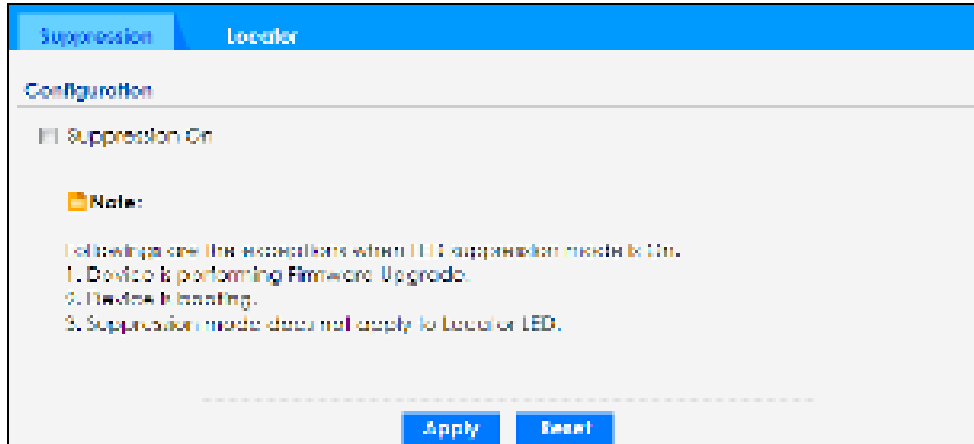 Suppression
Locator
Configuration
Suppression On
Note:
Followings are the exceptions when LED suppression mode is On.
1. Device is performing Firmware Upgrade.
2. Device is booting.
3. Suppression mode does not apply to Locator LED.
Apply Reset